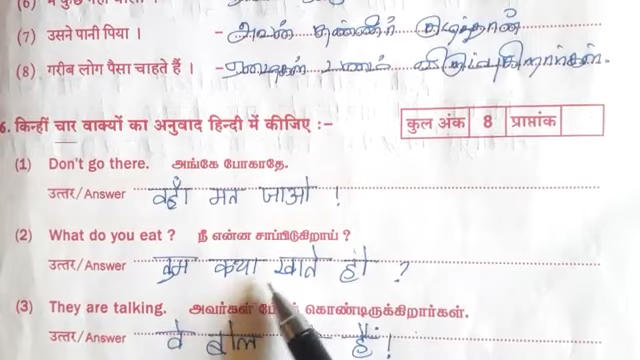 (7) उसने पानी पिया । - அவன் தண்ணீர் குடித்தான்
(8) गरीब लोग पैसा चाहते हैं । - ஏழைகள் பணம் விரும்புகிறார்கள்.
6. किन्हीं चार वाक्यों का अनुवाद हिन्दी में कीजिए :- कुल अंक 8 प्राप्तांक
(1) Don't go there. அங்கே போகாதே.
उत्तर/Answer वहाँ मत जाओ !
(2) What do you eat ? நீ என்ன சாப்பிடுகிறாய் ?
उत्तर/Answer तुम क्या खाते हो ?
(3) They are talking. அவர்கள் கொண்டிருக்கிறார்கள்.
उत्तर/Answer वे बोल हैं !